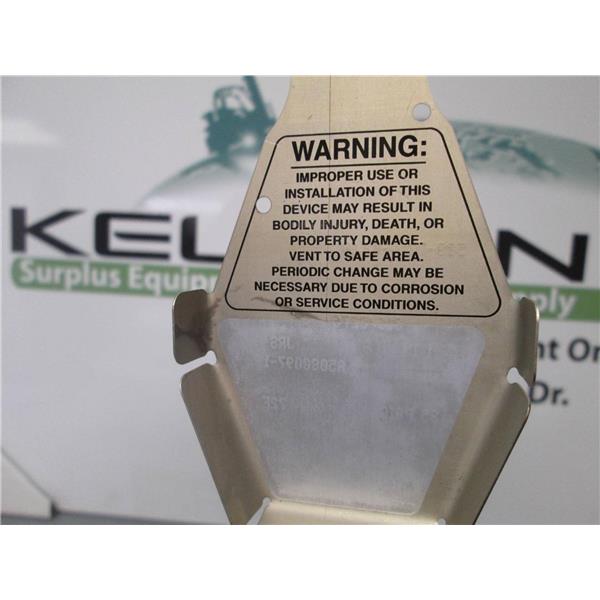 WARNING:
IMPROPER USE OR
INSTALLATION OF THIS
DEVICE MAY RESULT IN
BODILY INJURY, DEATH, OR
PROPERTY DAMAGE.
VENT TO SAFE AREA.
PERIODIC CHANGE MAY BE
NECESSARY DUE TO CORROSION
OR SERVICE CONDITIONS.
Surplus
Dr.